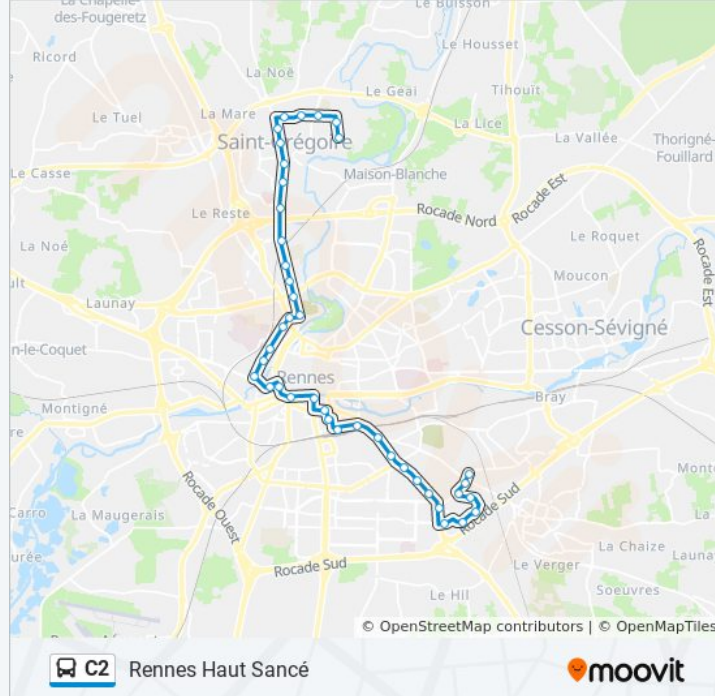 La Chapelle-
des-Fougeretz
Le Buisson
Le Housset
Ricord
La Noë
Le Geai
Tihouït
Le Tuel
La Mare
La Lice
Saint-Grégoire
La Vallée
Thorigné-
Fouillard
Le Casse
Maison-Blanche
Rocade Est
Le Reste
Rocade Nord
La Noé
Le Roquet
Rocade Est
Moucon
Launay
Cesson-Sévigné
n-le-Coquet
Rennes
Bray
Montigné
Rocade Ouest
Rocade Sud
La Maugerais
La Chaize
Rocade Sud
Le Verger
Le Hil
Soeuvres
© OpenStreetMap contributors | © OpenMapTiles
C2 Rennes Haut Sancé
moovit